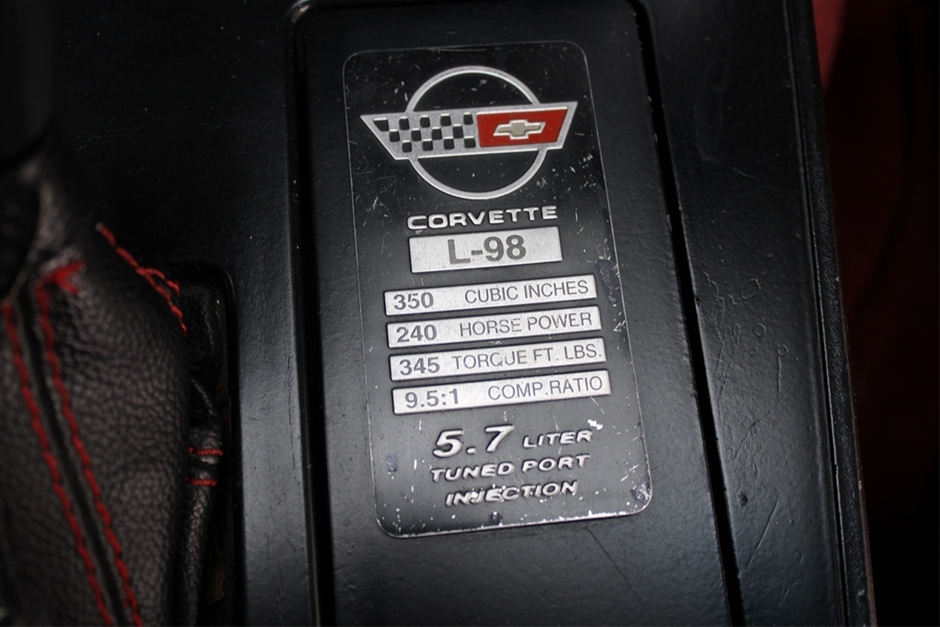 CORVETTE
L-98
350 CUBIC INCHES
240 HORSE POWER
345 TORQUE FT. LBS.
9.5:1 COMP.RATIO
5.7 LITER
TUNED PORT
INJECTION